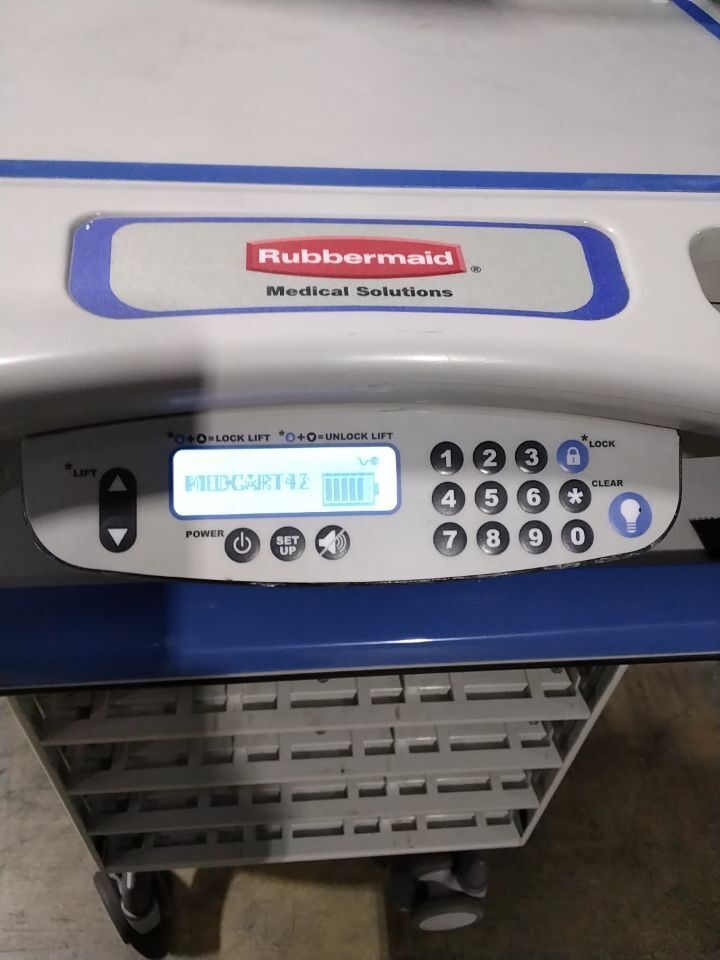 Rubbermaid®
Medical Solutions
*🔒+▲=LOCK LIFT *🔒+▼=UNLOCK LIFT
*LIFT
MEDCART42
1 2 3 *LOCK
4 5 6 * CLEAR
POWER SET UP
7 8 9 0